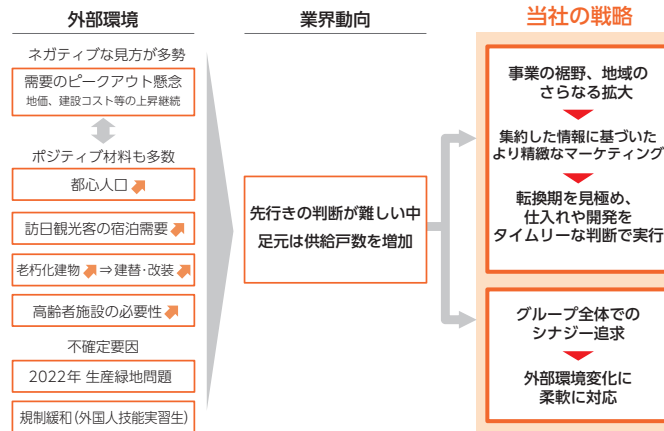 外部環境
ネガティブな見方が多勢
需要のピークアウト懸念
地価、建設コスト等の上昇継続
ポジティブ材料も多数
都心人口
訪日観光客の宿泊需要
老朽化建物 ⇒建替・改装
高齢者施設の必要性
不確定要因
2022年 生産緑地問題
規制緩和(外国人技能実習生)
業界動向
先行きの判断が難しい中
足元は供給戸数を増加
当社の戦略
事業の裾野、地域の
さらなる拡大
集約した情報に基づいた
より精緻なマーケティング
転換期を見極め、
仕入れや開発を
タイムリーな判断で実行
グループ全体での
シナジー追求
外部環境変化に
柔軟に対応